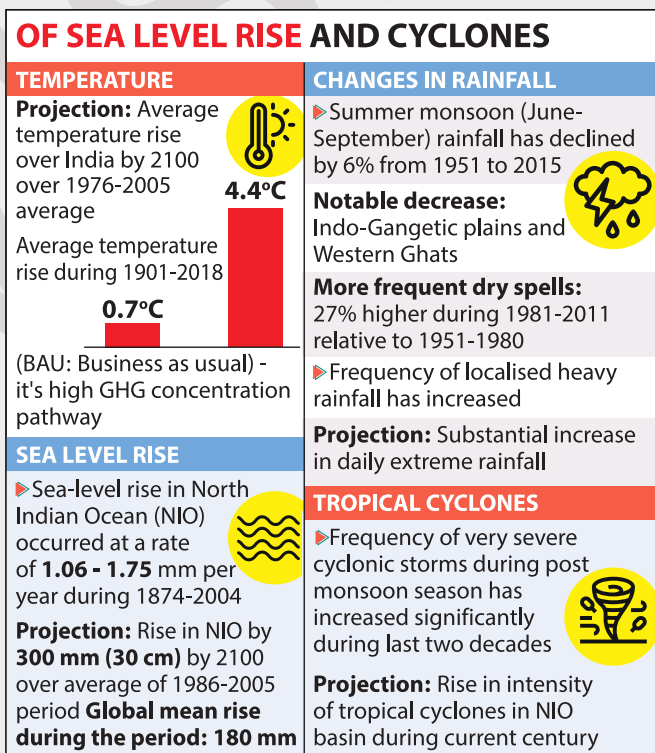 OF SEA LEVEL RISE AND CYCLONES
TEMPERATURE
Projection: Average
temperature rise
over India by 2100
over 1976-2005
average
4.4ºC
Average temperature
rise during 1901-2018
0.7ºC
(BAU: Business as usual) -
it's high GHG concentration
pathway
SEA LEVEL RISE
Sea-level rise in North
Indian Ocean (NIO)
occurred at a rate
of 1.06 - 1.75 mm per
year during 1874-2004
Projection: Rise in NIO by
300 mm (30 cm) by 2100
over average of 1986-2005
period Global mean rise
during the period: 180 mm
CHANGES IN RAINFALL
Summer monsoon (June-
September) rainfall has declined
by 6% from 1951 to 2015
Notable decrease:
Indo-Gangetic plains and
Western Ghats
More frequent dry spells:
27% higher during 1981-2011
relative to 1951-1980
Frequency of localised heavy
rainfall has increased
Projection: Substantial increase
in daily extreme rainfall
TROPICAL CYCLONES
Frequency of very severe
cyclonic storms during post
monsoon season has
increased significantly
during last two decades
Projection: Rise in intensity
of tropical cyclones in NIO
basin during current century